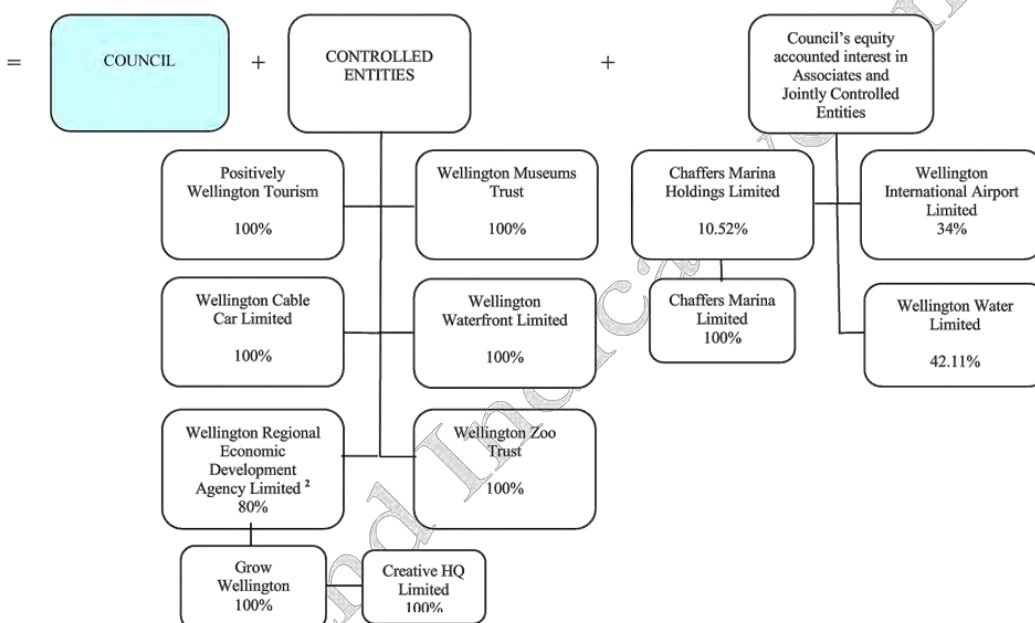 =
COUNCIL
+
CONTROLLED
ENTITIES
+
Council's equity
accounted interest in
Associates and
Jointly Controlled
Entities
Positively
Wellington Tourism
100%
Wellington Museums
Trust
100%
Chaffers Marina
Holdings Limited
10.52%
Wellington
International Airport
Limited
34%
Wellington Cable
Car Limited
100%
Wellington
Waterfront Limited
100%
Chaffers Marina
Limited
100%
Wellington Water
Limited
42.11%
Wellington Regional
Economic
Development
Agency Limited ²
80%
Wellington Zoo
Trust
100%
Grow
Wellington
100%
Creative HQ
Limited
100%